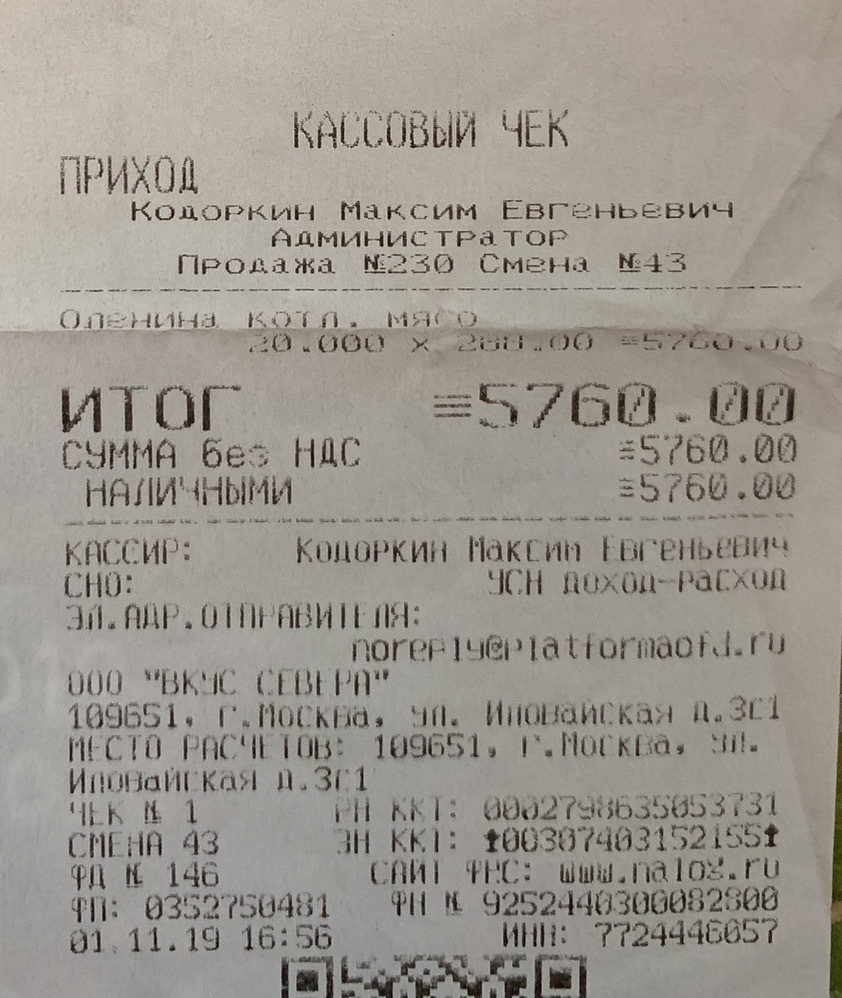 КАССОВЫЙ ЧЕК
ПРИХОД
Кодоркин Максим Евгеньевич
Администратор
Продажа №230 Смена №43
Оленина котл. мясо
20.000 x 288.00 ≡5760.00
ИТОГ ≡5760.00
СУММА без НДС ≡5760.00
НАЛИЧНЫМИ ≡5760.00
КАССИР: Кодоркин Максим Евгеньевич
СНО: УСН доход-расход
ЭЛ.АДР.ОТПРАВИТЕЛЯ:
noreply@platformaofd.ru
ООО "ВКУС СЕВЕРА"
109651, г.Москва, ул. Иловайская д.3с1
МЕСТО РАСЧЕТОВ: 109651, г.Москва, ул.
Иловайская д.3с1
ЧЕК № 1 РН ККТ: 0002798635053731
СМЕНА 43 ЗН ККТ: 00307403152155
ФД № 146 САЙТ ФНС: www.nalog.ru
ФП: 0352750481 ФН №
01.11.19 16:56 ИНН: 7724446057